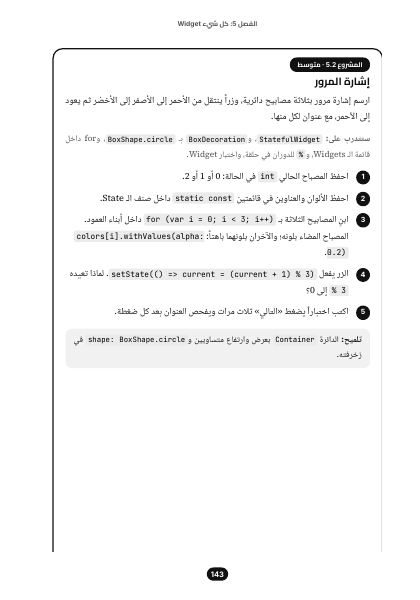 الفصل 5: كل شيء Widget
المشروع 5.2 · متوسط
إشارة المرور
ارسم إشارة مرور بثلاثة مصابيح دائرية، وزراً ينتقل من الأحمر إلى الأصفر إلى الأخضر ثم يعود
إلى الأحمر، مع عنوان لكل منها.
ستتدرب على: StatefulWidget، و BoxDecoration بـ BoxShape.circle، وfor داخل
قائمة الـ Widgets، و % للدوران في حلقة، واختبار Widget.
1 احفظ المصباح الحالي int في الحالة: 0 أو 1 أو 2.
2 احفظ الألوان والعناوين في قائمتين static const داخل صنف الـ State.
3 ابنِ المصابيح الثلاثة بـ for (var i = 0; i < 3; i++) داخل أبناء العمود.
المصباح المضاء بلونه؛ والآخران بلونهما باهتاً: colors[i].withValues(alpha:
0.2).
4 الزر يفعل setState(() => current = (current + 1) % 3). لماذا تعيده
% 3 إلى 0؟
5 اكتب اختباراً يضغط «التالي» ثلاث مرات ويفحص العنوان بعد كل ضغطة.
تلميح: الدائرة Container بعرض وارتفاع متساويين و shape: BoxShape.circle في
زخرفته.
143